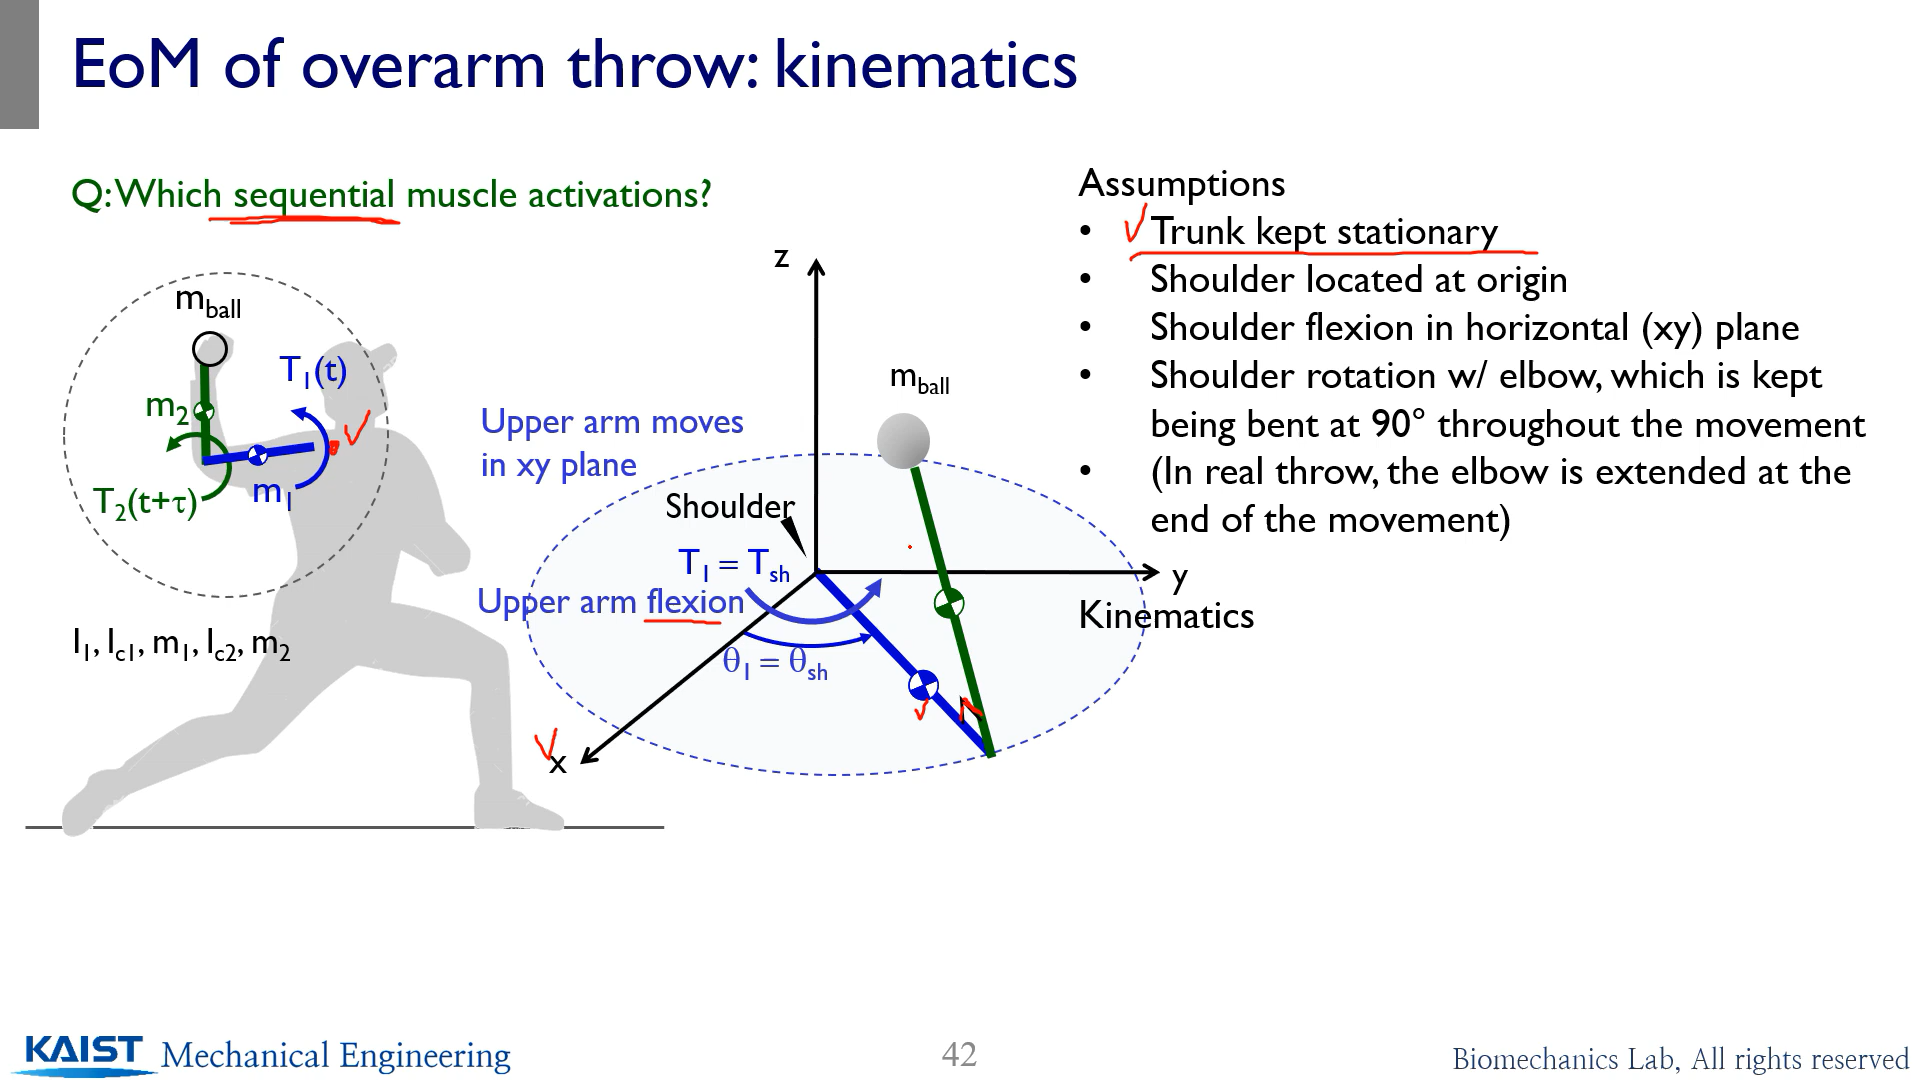 EoM of overarm throw: kinematics
Q: Which sequential muscle activations?
mball
T1(t)
m2
m1
T2(t+τ)
l1, lc1, m1, lc2, m2
z
mball
Upper arm moves
in xy plane
Shoulder
T1 = Tsh
y
Upper arm flexion
θ1 = θsh
x
Assumptions
• Trunk kept stationary
• Shoulder located at origin
• Shoulder flexion in horizontal (xy) plane
• Shoulder rotation w/ elbow, which is kept
being bent at 90° throughout the movement
• (In real throw, the elbow is extended at the
end of the movement)
Kinematics
KAIST Mechanical Engineering
42
Biomechanics Lab, All rights reserved